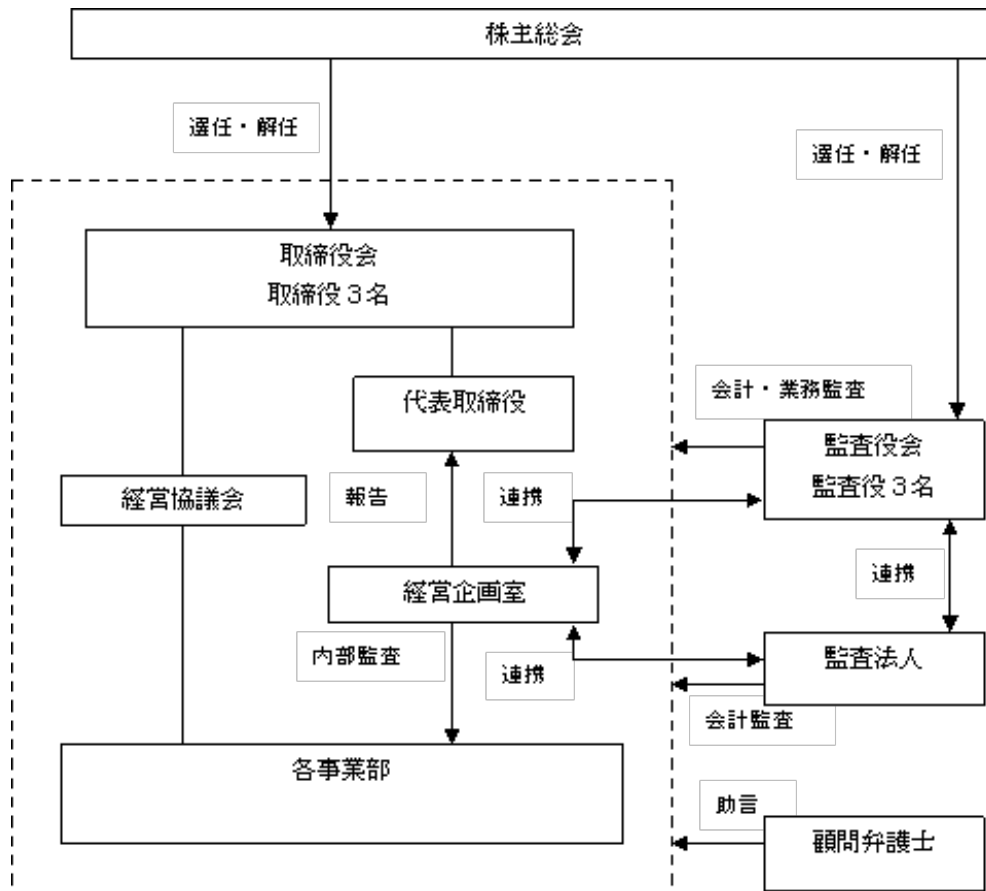 株主総会
選任・解任
選任・解任
取締役会
取締役３名
代表取締役
会計・業務監査
監査役会
監査役３名
経営協議会
報告
連携
経営企画室
連携
内部監査
連携
監査法人
会計監査
各事業部
助言
顧問弁護士